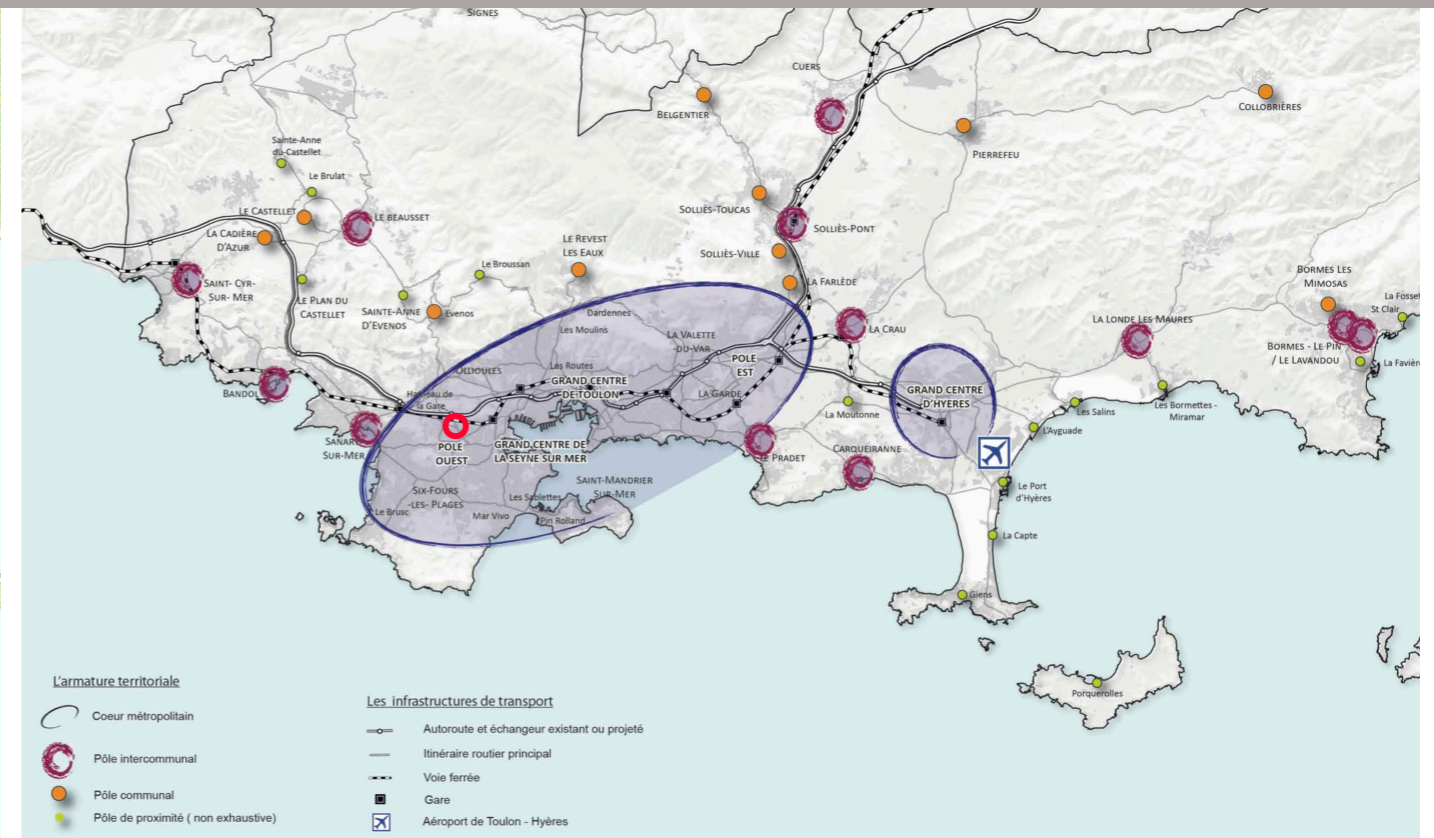 SIGNES
CUERS
BELGENTIER
COLLOBRIÈRES
PIERREFEU
Sainte-Anne
du-Castellet
Le Brulat
LE CASTELLET
LE BEAUSSET
LA CADIÈRE
D'AZUR
SOLLIÈS-TOUCAS
SOLLIÈS-PONT
SOLLIÈS-VILLE
LE REVEST
LES EAUX
Le Broussan
LA FARLÈDE
SAINT- CYR-
SUR- MER
LE PLAN DU
CASTELLET
SAINTE-ANNE
D'EVENOS
Evenos
BORMES LES
MIMOSAS
La Fosset
St Clair
LA LONDE LES MAURES
BORMES - LE PIN
/ LE LAVANDOU
La Favière
Dardennes
Les Moulins
LA VALETTE
-DU-VAR
LA CRAU
POLE
EST
Les Routes
OLLIOULES
GRAND CENTRE
DE TOULON
LA GARDE
GRAND CENTRE
D'HYERES
BANDOL
Hameau de
la Gare
La Moutonne
Les Salins
Les Bormettes -
Miramar
L'Ayguade
SANARY
SUR-MER
POLE
OUEST
GRAND CENTRE DE
LA SEYNE SUR MER
LE PRADET
CARQUEIRANNE
SAINT-MANDRIER
SUR-MER
SIX-FOURS
-LES- PLAGES
Les Sablettes
Le Brusc
Mar Vivo
Pin Rolland
Le Port
d'Hyères
La Capte
Giens
Porquerolles
L'armature territoriale
Coeur métropolitain
Pôle intercommunal
Pôle communal
Pôle de proximité ( non exhaustive)
Les infrastructures de transport
Autoroute et échangeur existant ou projeté
Itinéraire routier principal
Voie ferrée
Gare
Aéroport de Toulon - Hyères